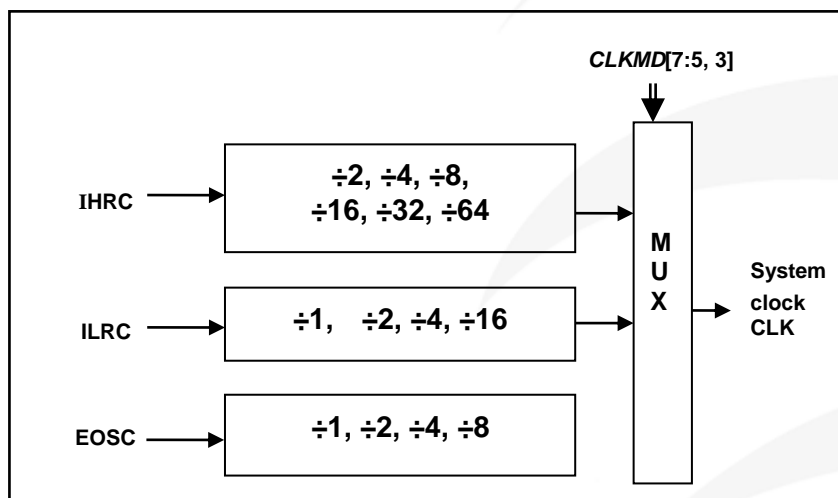 CLKMD[7:5, 3]
IHRC
÷2, ÷4, ÷8,
÷16, ÷32, ÷64
ILRC
÷1, ÷2, ÷4, ÷16
EOSC
÷1, ÷2, ÷4, ÷8
M
U
X
System
clock
CLK